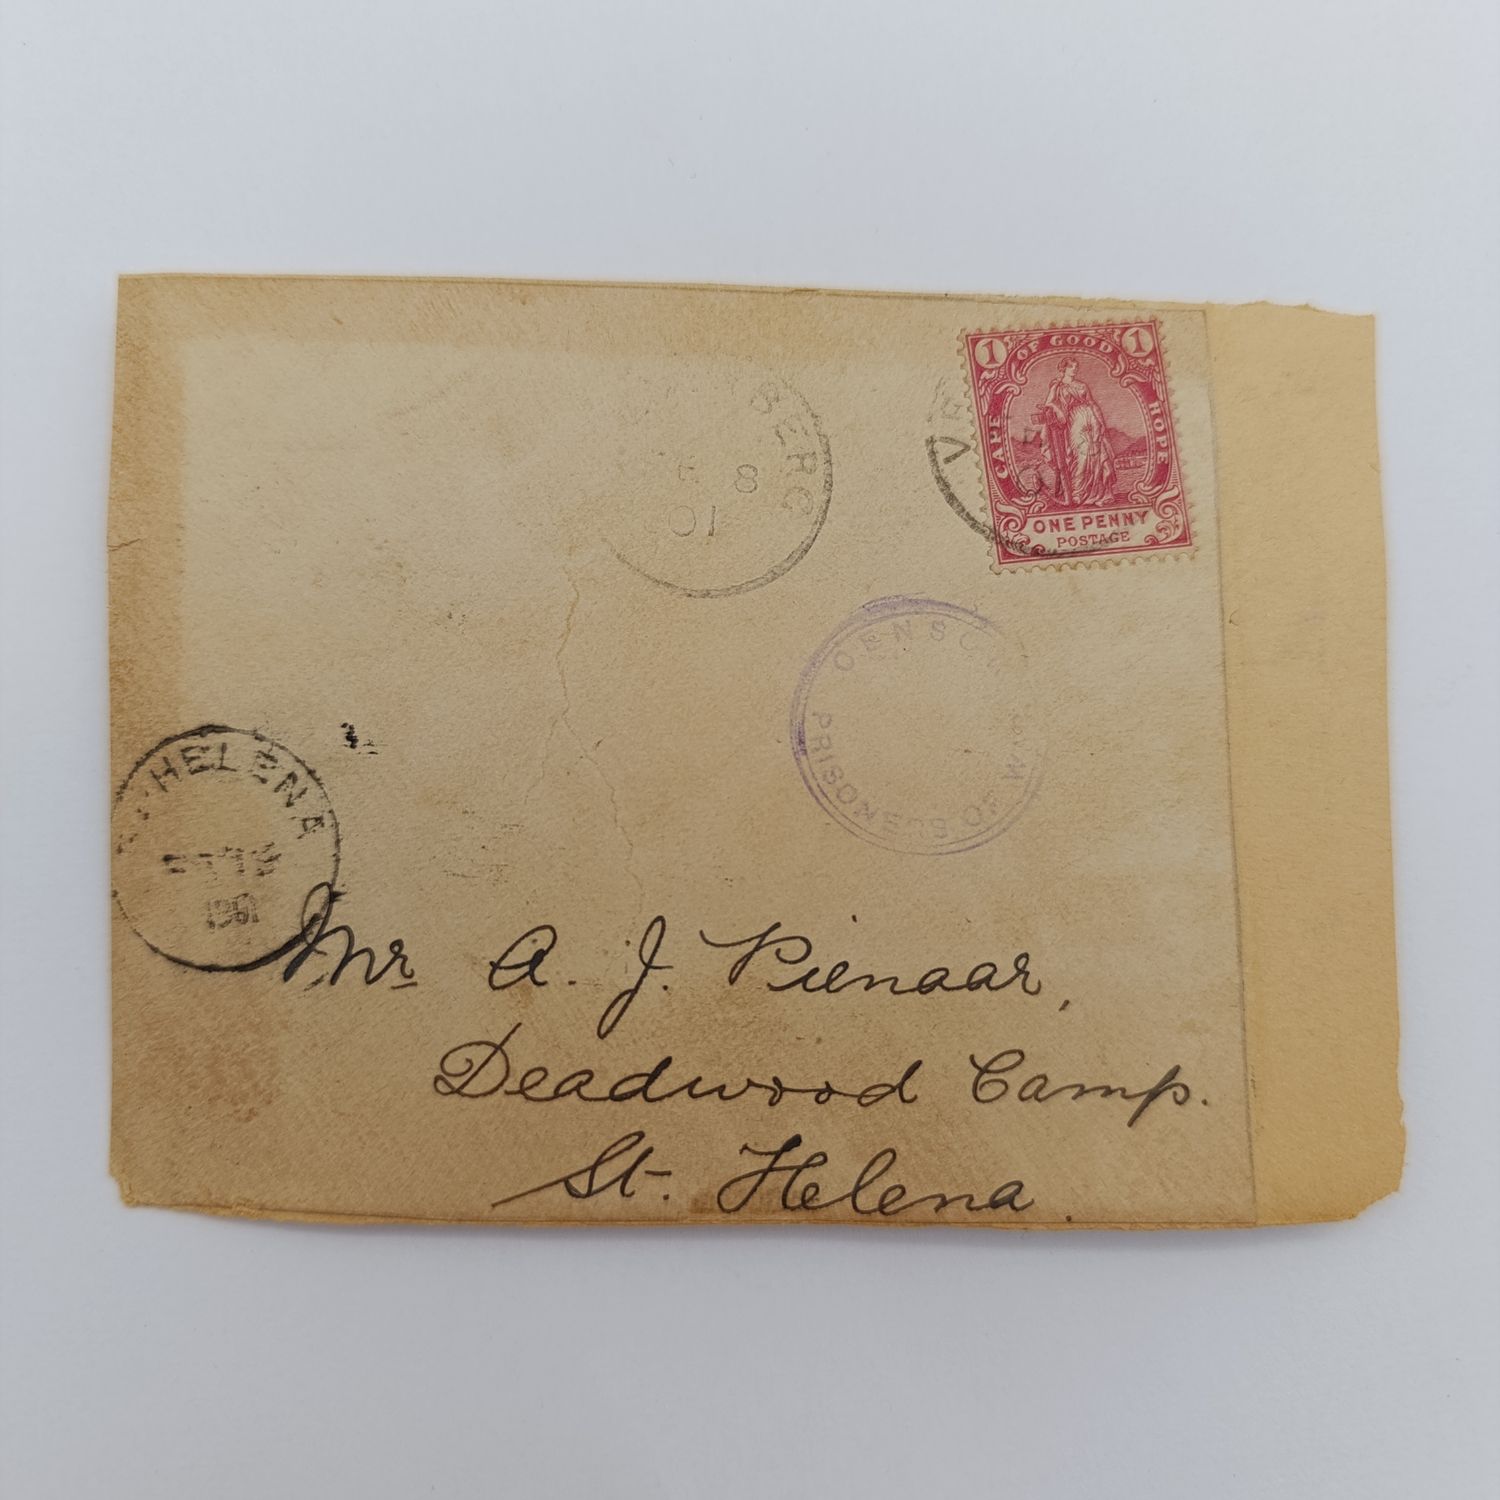 1 OF GOOD 1
CAPE
HOPE
ONE PENNY
POSTAGE
8
01
PRISONERS OF WAR
HELENA
1901
Mr A. J. Pienaar,
Deadwood Camp.
St. Helena.